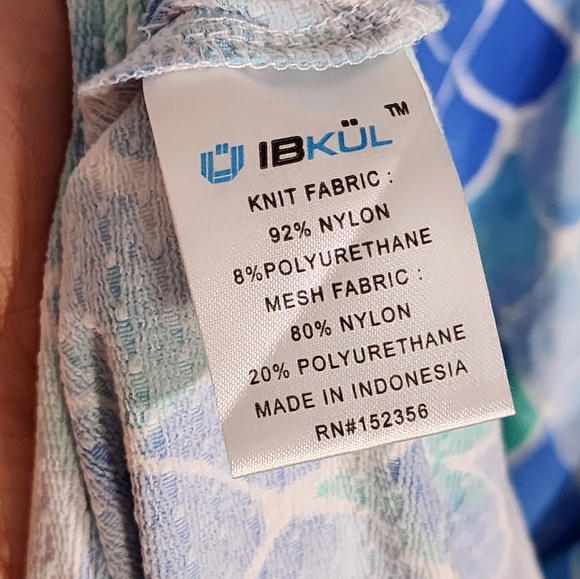 IBKÜL™
KNIT FABRIC :
92% NYLON
8%POLYURETHANE
MESH FABRIC :
80% NYLON
20% POLYURETHANE
MADE IN INDONESIA
RN#152356